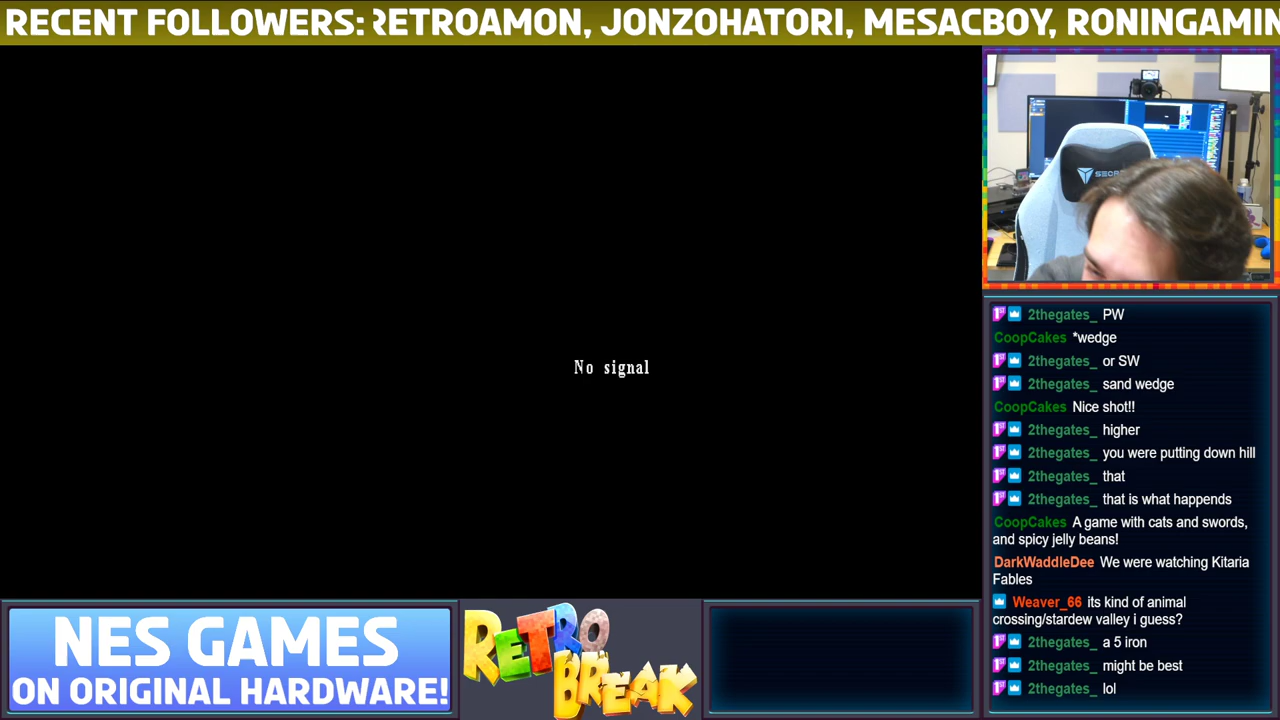 RECENT FOLLOWERS: RETROAMON, JONZOHATORI, MESACBOY, RONINGAMIN
No signal
2thegates_ PW
CoopCakes *wedge
2thegates_ or SW
2thegates_ sand wedge
CoopCakes Nice shot!!
2thegates_ higher
2thegates_ you were putting down hill
2thegates_ that
2thegates_ that is what happends
CoopCakes A game with cats and swords,
and spicy jelly beans!
DarkWaddleDee We were watching Kitaria
Fables
Weaver_66 its kind of animal
crossing/stardew valley i guess?
2thegates_ a 5 iron
2thegates_ might be best
2thegates_ lol
NES GAMES
ON ORIGINAL HARDWARE!
RETRO
BREAK